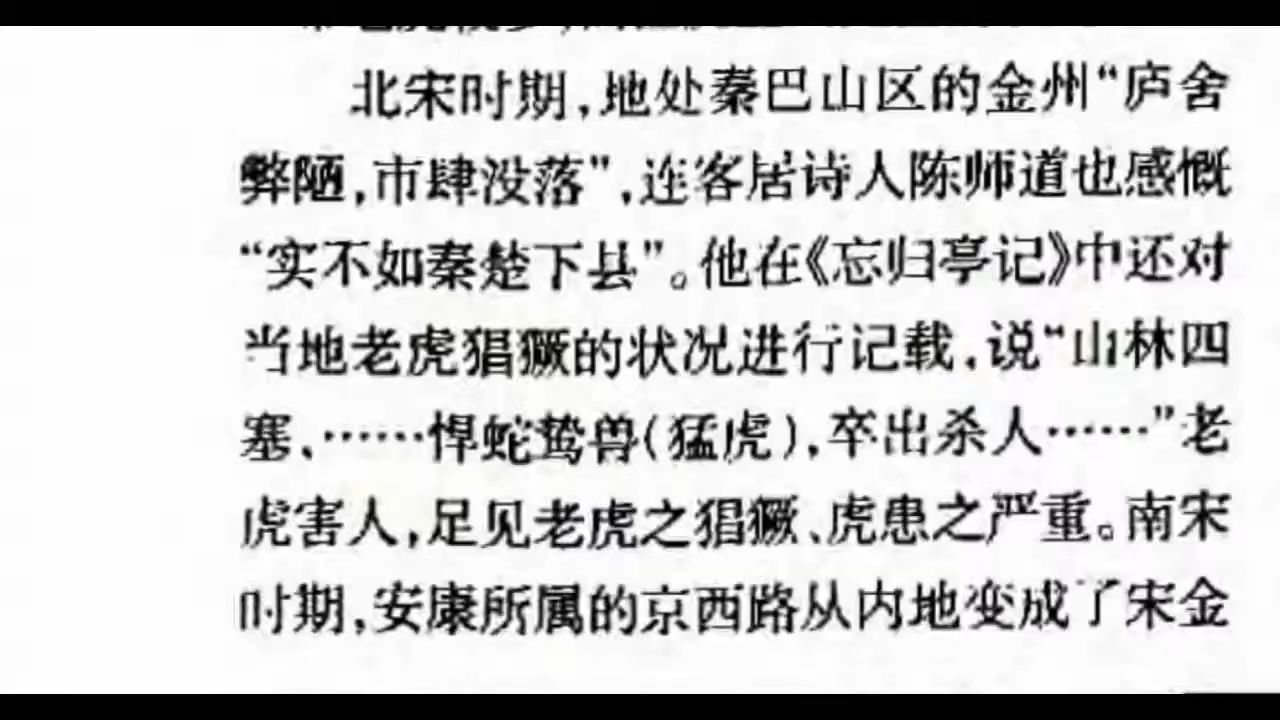 北宋时期,地处秦巴山区的金州“庐舍
弊陋,市肆没落”,连客居诗人陈师道也感慨
“实不如秦楚下县”。他在《忘归亭记》中还对
当地老虎猖獗的状况进行记载,说“山林四
塞、……悍蛇鸷兽(猛虎),卒出杀人……”老
虎害人,足见老虎之猖獗、虎患之严重。南宋
时期,安康所属的京西路从内地变成了宋金